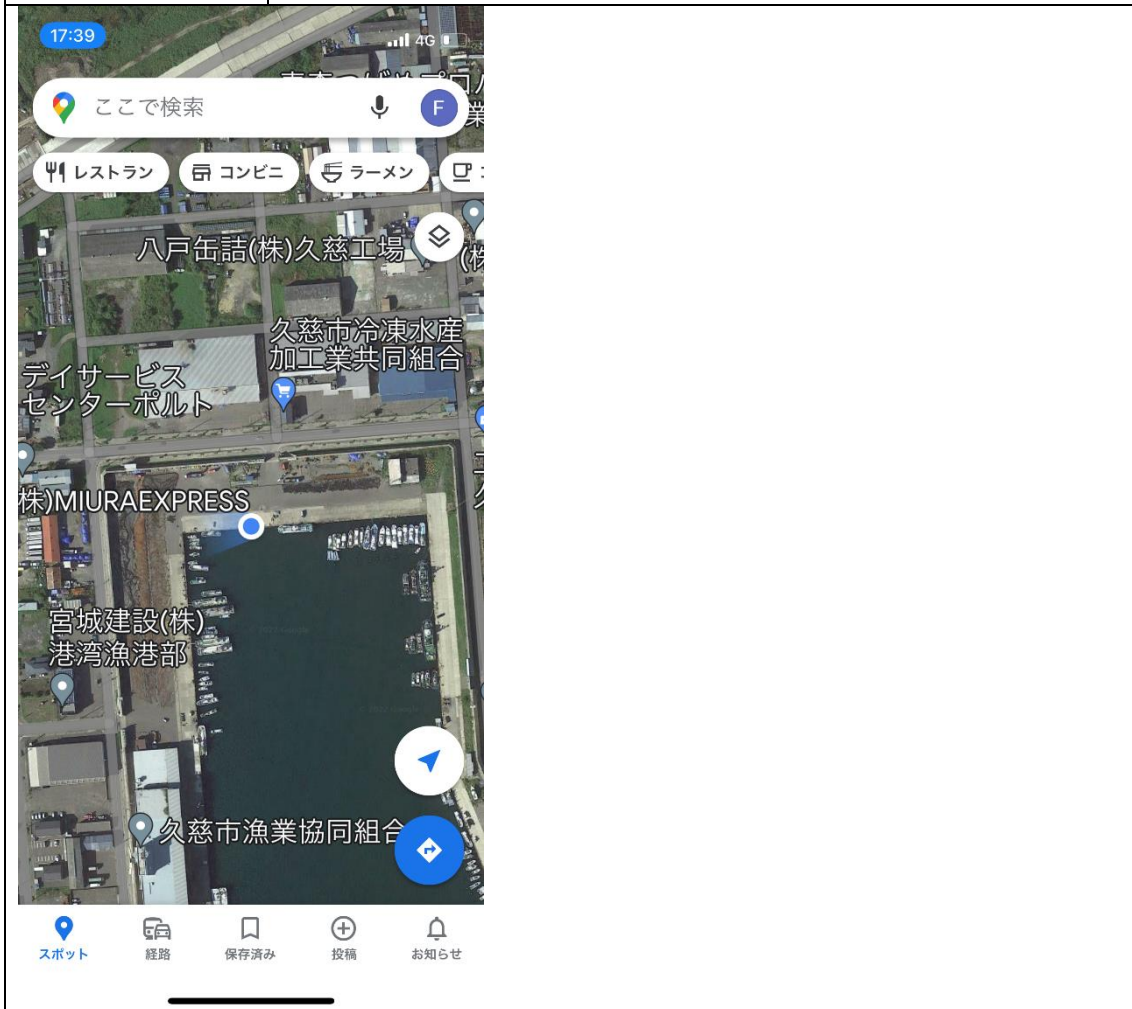 17:39
4G
ここで検索
F
レストラン
コンビニ
ラーメン
八戸缶詰(株)久慈工場
久慈市冷凍水産
加工業共同組合
デイサービス
センターポルト
(株)MIURAEXPRESS
宮城建設(株)
港湾漁港部
久慈市漁業協同組合
スポット
経路
保存済み
投稿
お知らせ